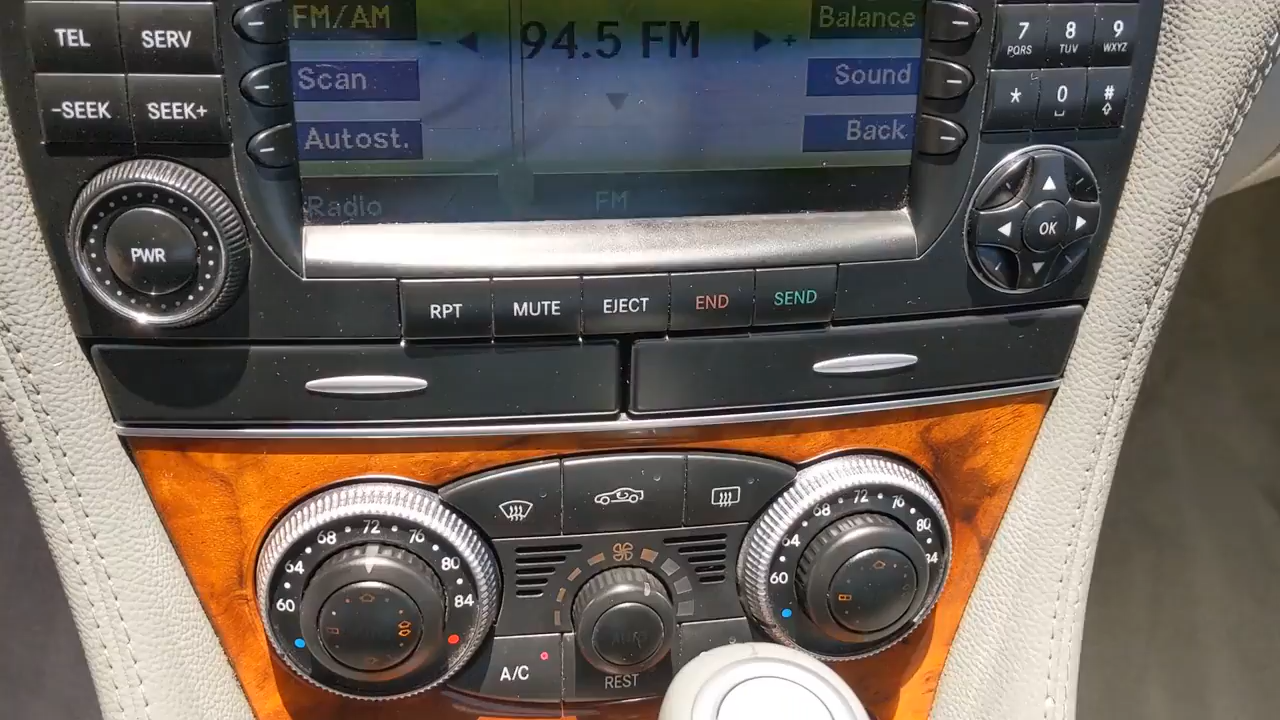 FM/AM
Balance
94.5 FM
- +
Scan
Sound
Autost.
Back
Radio
FM
TEL SERV
-SEEK SEEK+
PWR
7 8 9
PQRS TUV WXYZ
* 0 #
OK
RPT MUTE EJECT END SEND
60 64 68 72 76 80 84
60 64 68 72 76 80 84
A/C
REST